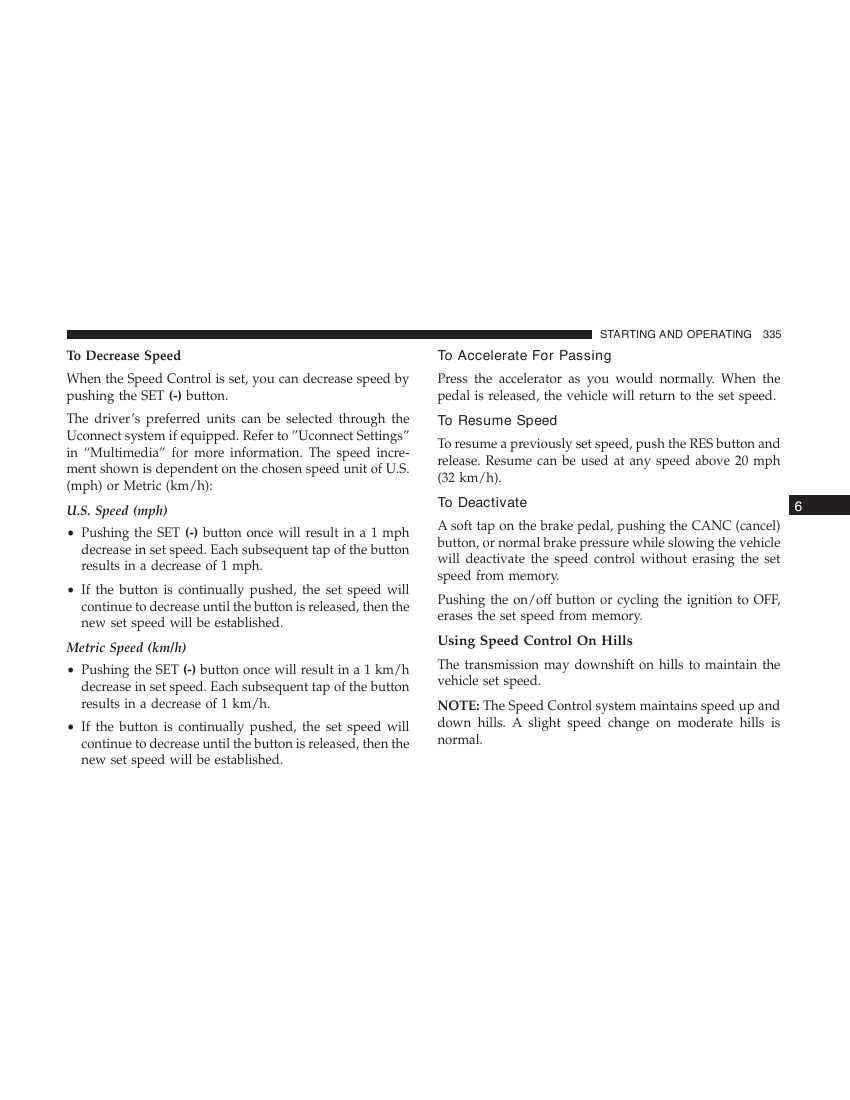 STARTING AND OPERATING 335
To Decrease Speed
When the Speed Control is set, you can decrease speed by
pushing the SET (-) button.
The driver’s preferred units can be selected through the
Uconnect system if equipped. Refer to ”Uconnect Settings”
in “Multimedia” for more information. The speed incre-
ment shown is dependent on the chosen speed unit of U.S.
(mph) or Metric (km/h):
U.S. Speed (mph)
• Pushing the SET (-) button once will result in a 1 mph
decrease in set speed. Each subsequent tap of the button
results in a decrease of 1 mph.
• If the button is continually pushed, the set speed will
continue to decrease until the button is released, then the
new set speed will be established.
Metric Speed (km/h)
• Pushing the SET (-) button once will result in a 1 km/h
decrease in set speed. Each subsequent tap of the button
results in a decrease of 1 km/h.
• If the button is continually pushed, the set speed will
continue to decrease until the button is released, then the
new set speed will be established.
To Accelerate For Passing
Press the accelerator as you would normally. When the
pedal is released, the vehicle will return to the set speed.
To Resume Speed
To resume a previously set speed, push the RES button and
release. Resume can be used at any speed above 20 mph
(32 km/h).
To Deactivate
A soft tap on the brake pedal, pushing the CANC (cancel)
button, or normal brake pressure while slowing the vehicle
will deactivate the speed control without erasing the set
speed from memory.
Pushing the on/off button or cycling the ignition to OFF,
erases the set speed from memory.
Using Speed Control On Hills
The transmission may downshift on hills to maintain the
vehicle set speed.
NOTE: The Speed Control system maintains speed up and
down hills. A slight speed change on moderate hills is
normal.
6